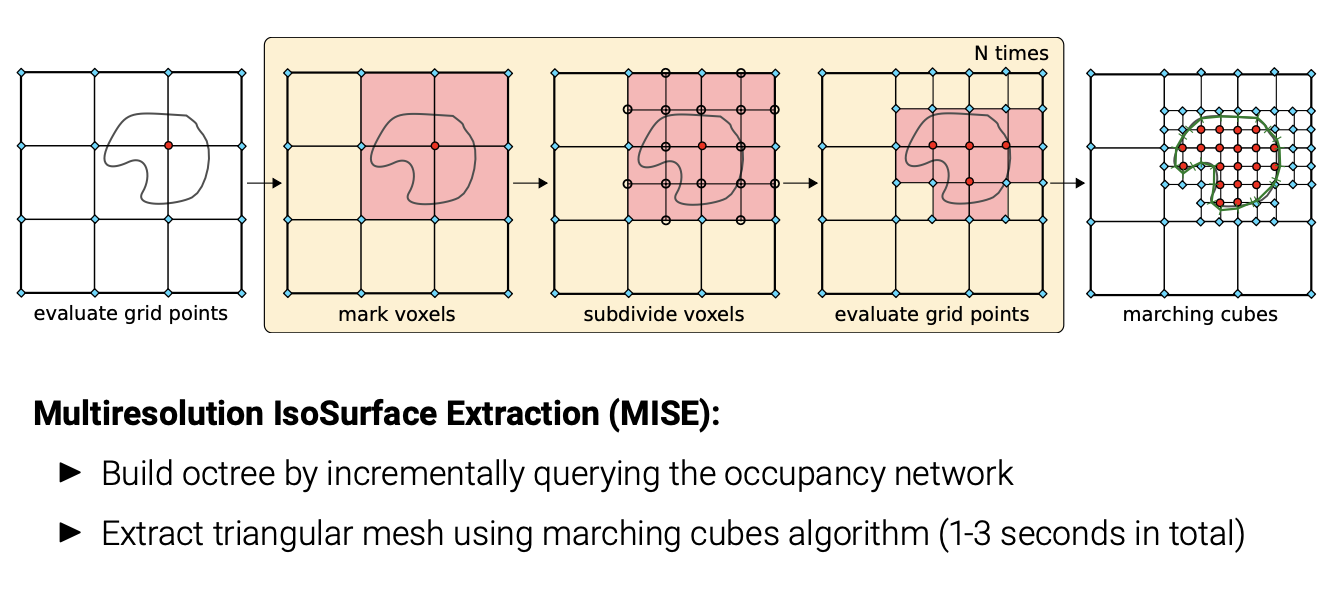 N times
evaluate grid points
mark voxels
subdivide voxels
evaluate grid points
marching cubes
Multiresolution IsoSurface Extraction (MISE):
► Build octree by incrementally querying the occupancy network
► Extract triangular mesh using marching cubes algorithm (1-3 seconds in total)